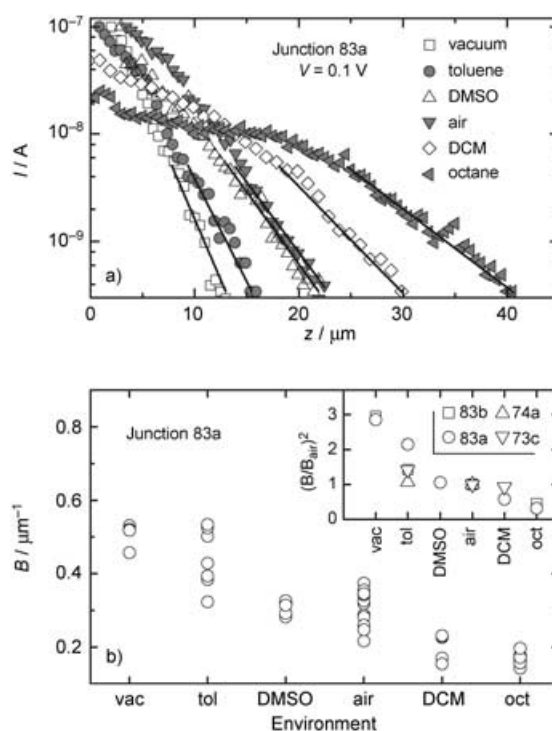 10⁻⁷
10⁻⁸
10⁻⁹
I / A
Junction 83a
V = 0.1 V
vacuum
toluene
DMSO
air
DCM
octane
a)
0 10 20 30 40
z / μm
0.8
0.6
0.4
0.2
B / μm⁻¹
Junction 83a
3
2
1
0
(B/B_air)²
83b 74a
83a 73c
vac tol DMSO air DCM oct
b)
vac tol DMSO air DCM oct
Environment